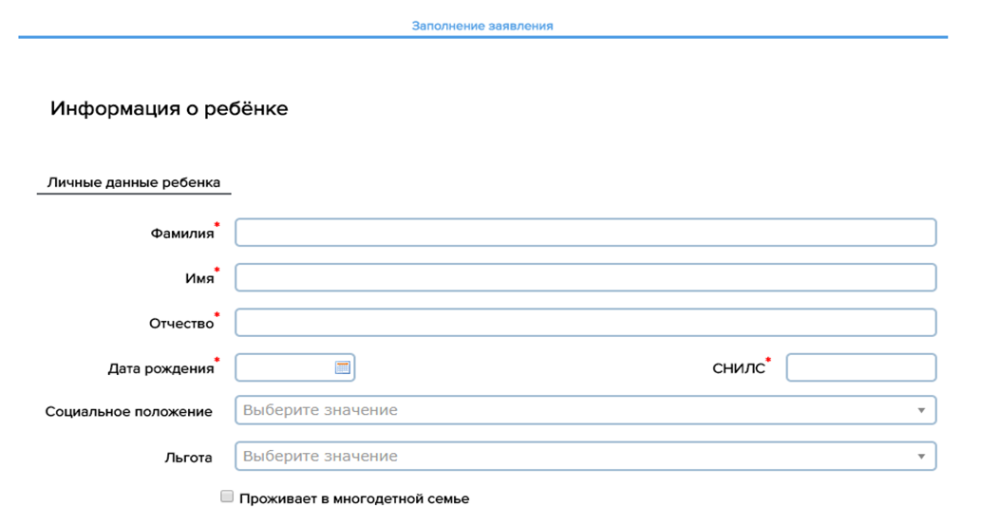 Заполнение заявления
Информация о ребёнке
Личные данные ребенка
Фамилия*
Имя*
Отчество*
Дата рождения* СНИЛС*
Социальное положение Выберите значение
Льгота Выберите значение
Проживает в многодетной семье